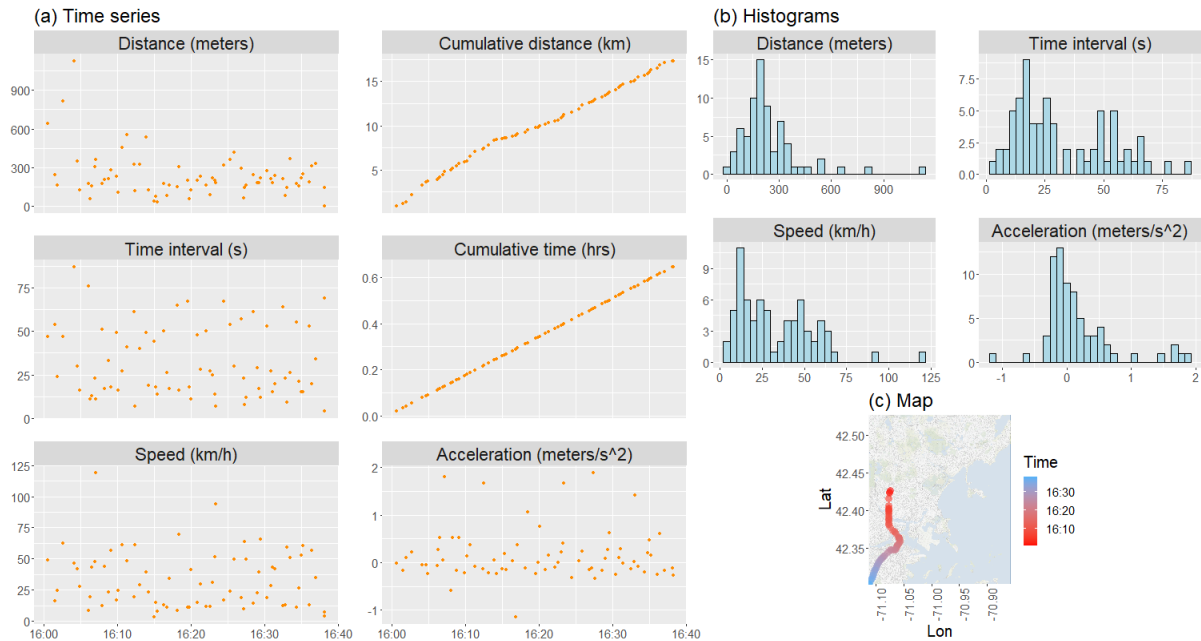 (a) Time series
Distance (meters)
900
600
300
0
Cumulative distance (km)
15
10
5
Time interval (s)
75
50
25
0
Cumulative time (hrs)
0.6
0.4
0.2
0.0
Speed (km/h)
125
100
75
50
25
0
16:00 16:10 16:20 16:30 16:40
Acceleration (meters/s^2)
2
1
0
-1
16:00 16:10 16:20 16:30 16:40
(b) Histograms
Distance (meters)
15
10
5
0
0 300 600 900
Time interval (s)
7.5
5.0
2.5
0.0
0 25 50 75
Speed (km/h)
9
6
3
0
0 25 50 75 100 125
Acceleration (meters/s^2)
10
5
0
-1 0 1 2
(c) Map
Lat
42.50
42.45
42.40
42.35
-71.10 -71.05 -71.00 -70.95 -70.90
Lon
Time
16:30
16:20
16:10